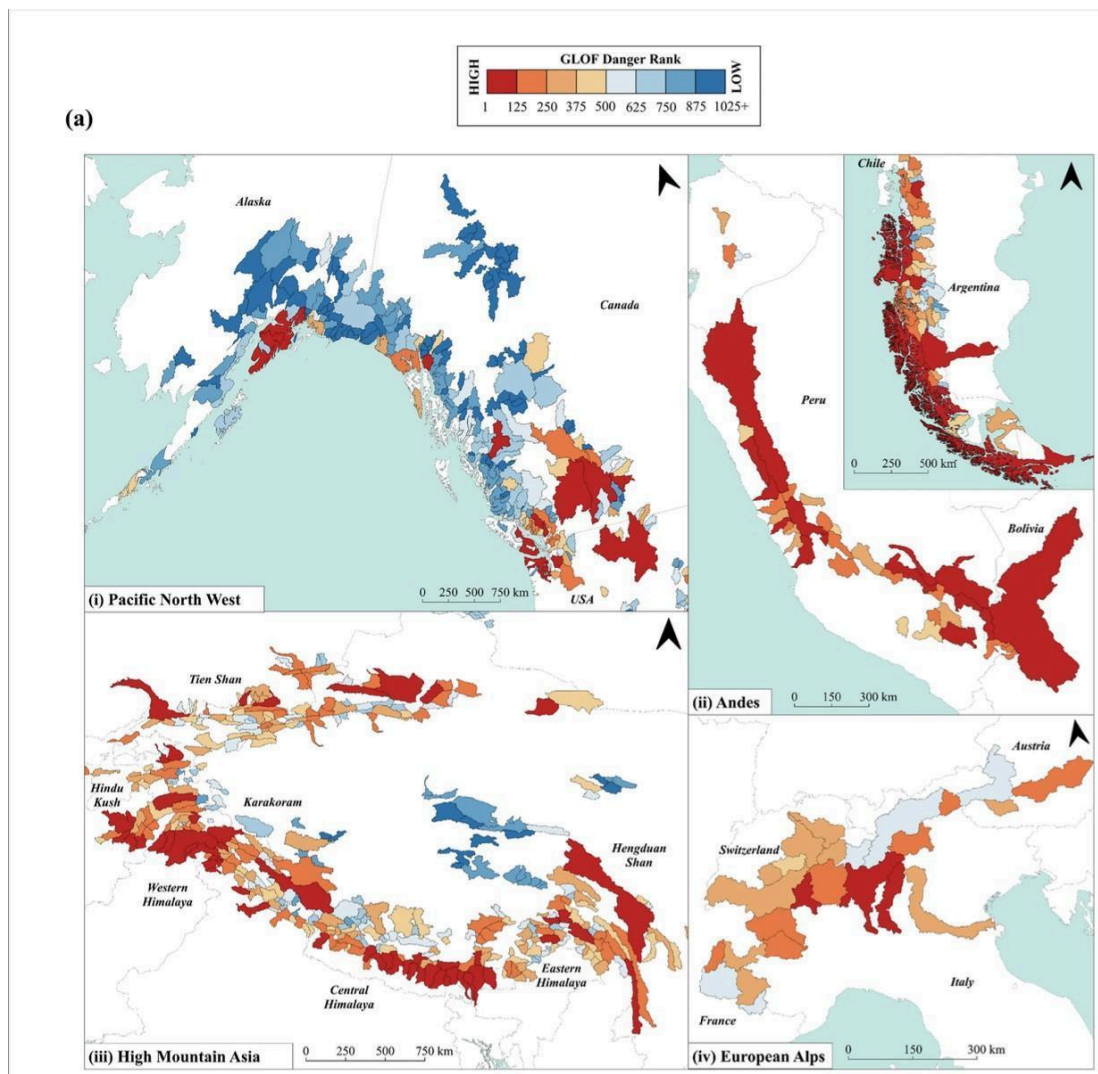 GLOF Danger Rank
HIGH
LOW
1 125 250 375 500 625 750 875 1025+
(a)
Alaska
Canada
USA
0 250 500 750 km
(i) Pacific North West
Chile
Argentina
0 250 500 km
Peru
Bolivia
0 150 300 km
(ii) Andes
Tien Shan
Hindu
Kush
Karakoram
Hengduan
Shan
Western
Himalaya
Central
Himalaya
Eastern
Himalaya
0 250 500 750 km
(iii) High Mountain Asia
Austria
Switzerland
Italy
France
0 150 300 km
(iv) European Alps